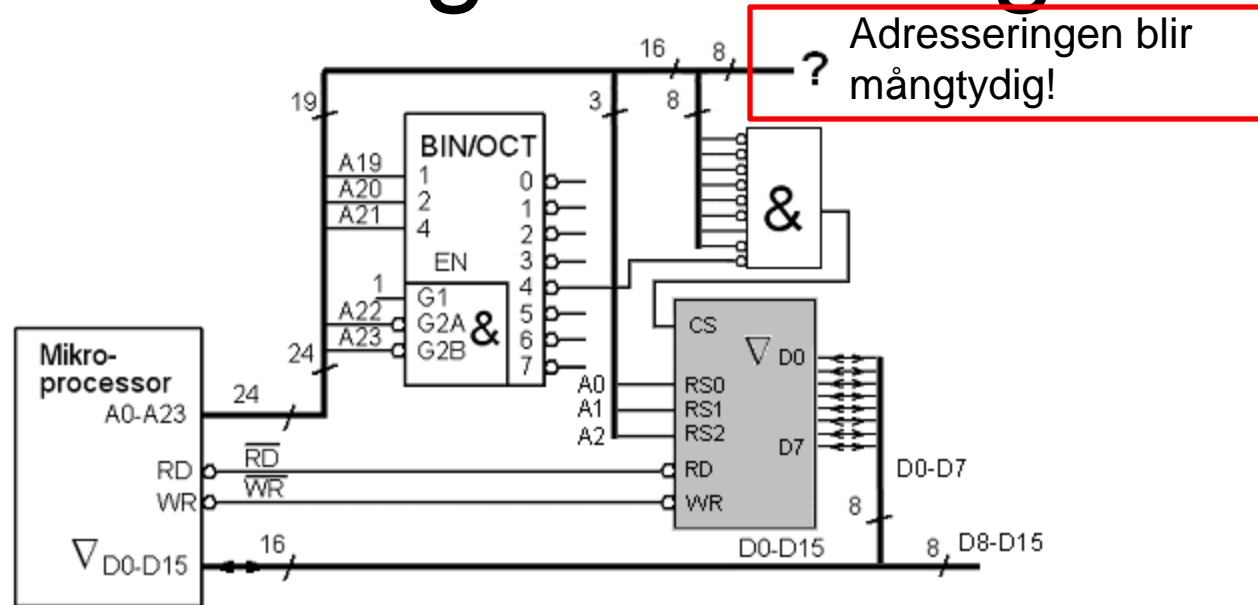 Adresseringen blir
? mångtydig!
16 8
19 3 8
BIN/OCT
A19 1 0
A20 2 1
A21 4 2
&
EN 3
4
1 G1 5
A22 G2A & 6
A23 G2B 7
CS
Mikro-
processor
24
24
A0-A23
∇ D0
A0 RS0
A1 RS1
A2 RS2
D7
RD RD RD
WR WR WR
D0-D7
8
∇ D0-D15 16 D0-D15 8 D8-D15